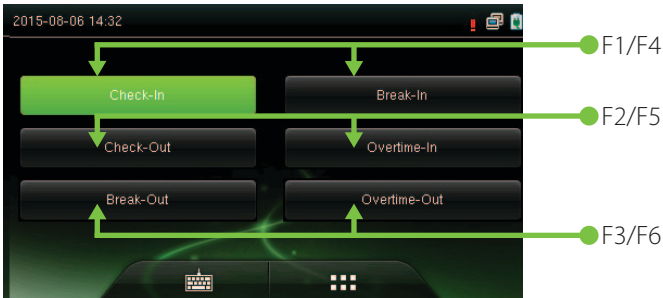 2015-08-06 14:32
F1/F4
Check-In
Break-In
F2/F5
Check-Out
Overtime-In
Break-Out
Overtime-Out
F3/F6